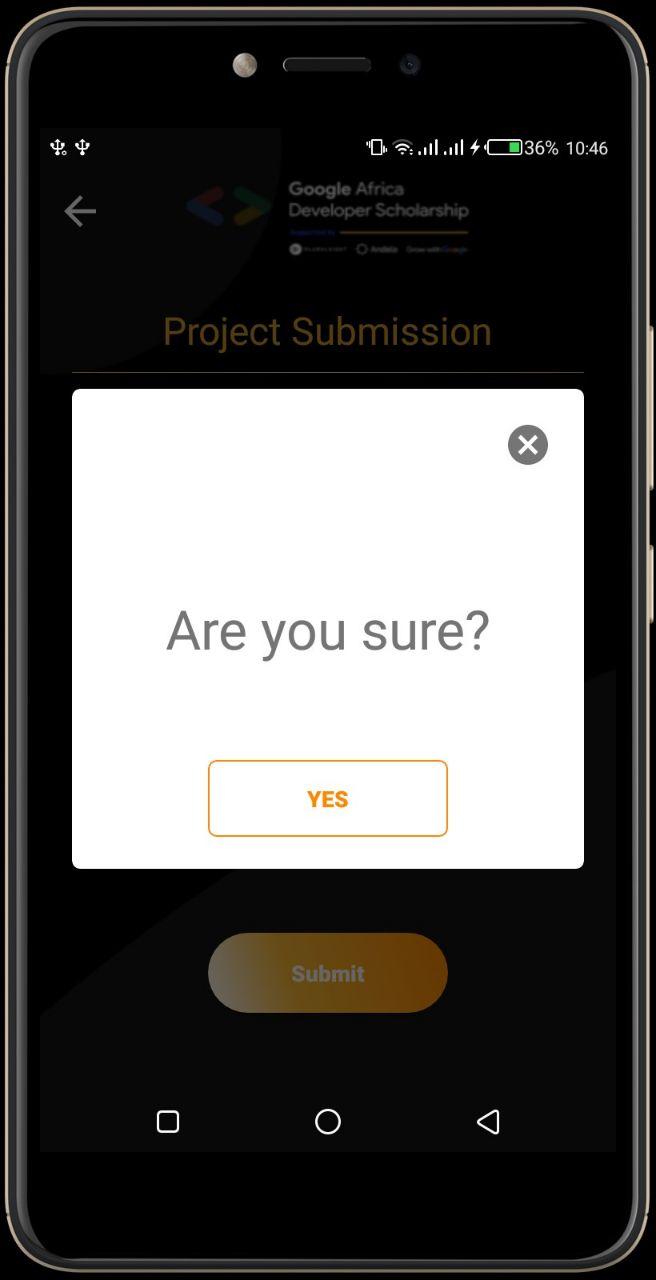 36% 10:46
Google Africa
Developer Scholarship
Supported by
PLURALSIGHT Andela Grow with Google
Project Submission
Are you sure?
YES
Submit